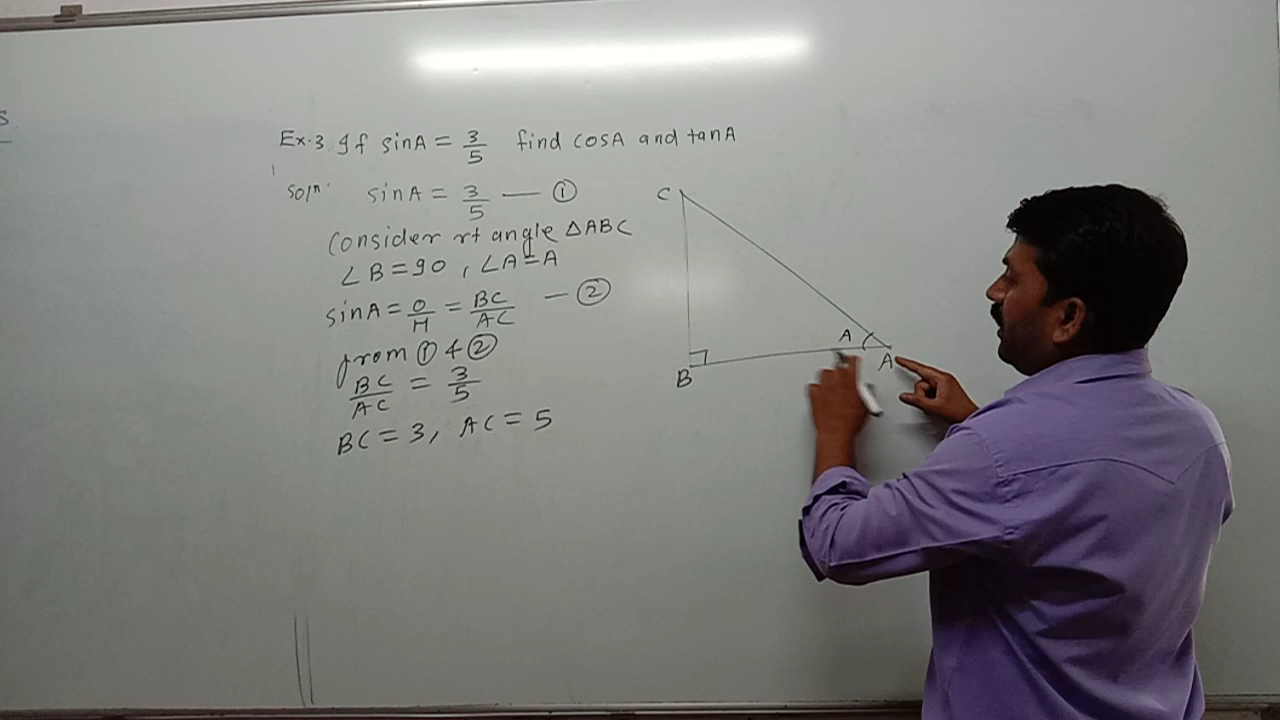 S
Ex.3 If sinA = 3/5 find cosA and tanA
Soln. sinA = 3/5 — ①
Consider rt angle △ABC
∠B=90, ∠A=A
sinA = O/H = BC/AC — ②
from ① & ②
BC/AC = 3/5
BC = 3, AC = 5
C
A
B
A